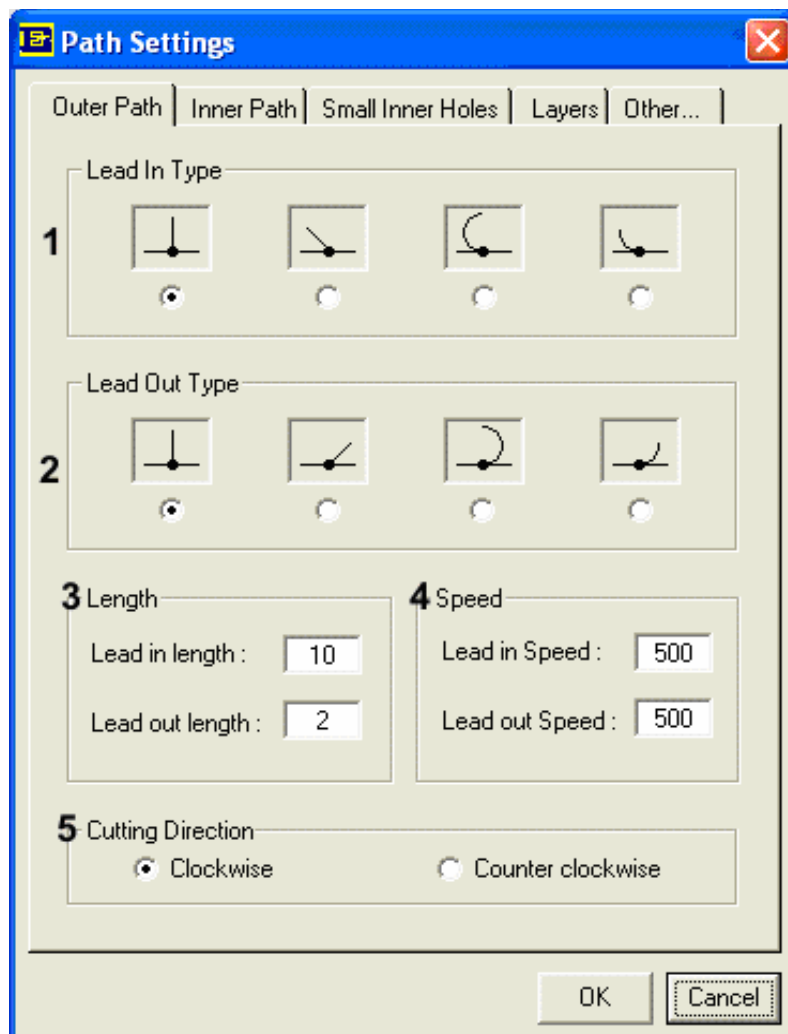 Path Settings
Outer Path Inner Path Small Inner Holes Layers Other...
Lead In Type
1
Lead Out Type
2
3 Length
Lead in length : 10
Lead out length : 2
4 Speed
Lead in Speed : 500
Lead out Speed : 500
5 Cutting Direction
Clockwise Counter clockwise
OK Cancel